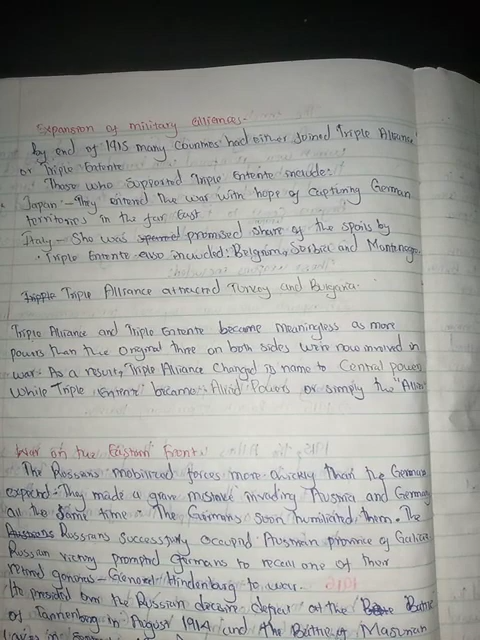 Expansion of military alliences-
By end of 1915 many Countries had either joined Triple Alliance
or Triple Entente
Those who supported Triple Entente include:
Japan - They entered the war with hope of Capturing German
territories in the far East
Italy - She was promised share of the spoils by
Triple Entente also included: Belgium, Serbia and Montenegro
Tripple Triple Alliance attracted Turkey and Bulgaria.
Triple Alliance and Triple Entente became meaningless as more
powers than the original three on both sides were now involved in
war. As a result, Triple Alliance Changed its name to Central powers
While Triple Entente became Allied Powers or simply the "Allies
War on the Eastern Front.
The Russians mobilized forces more quickly than the Germans
expected. They made a grave mistake invading Austria and Germany
at the same time. The Germans soon humiliated them. The
Russians successfully occupied Austrian province of Galicia.
Russian victory prompted Germans to recall one of their
retired generals - General Hindenburg to war.
He presided over the Russian decisive defeat at the Battle
of Tannenberg in August 1914 and the Battle of Masurian